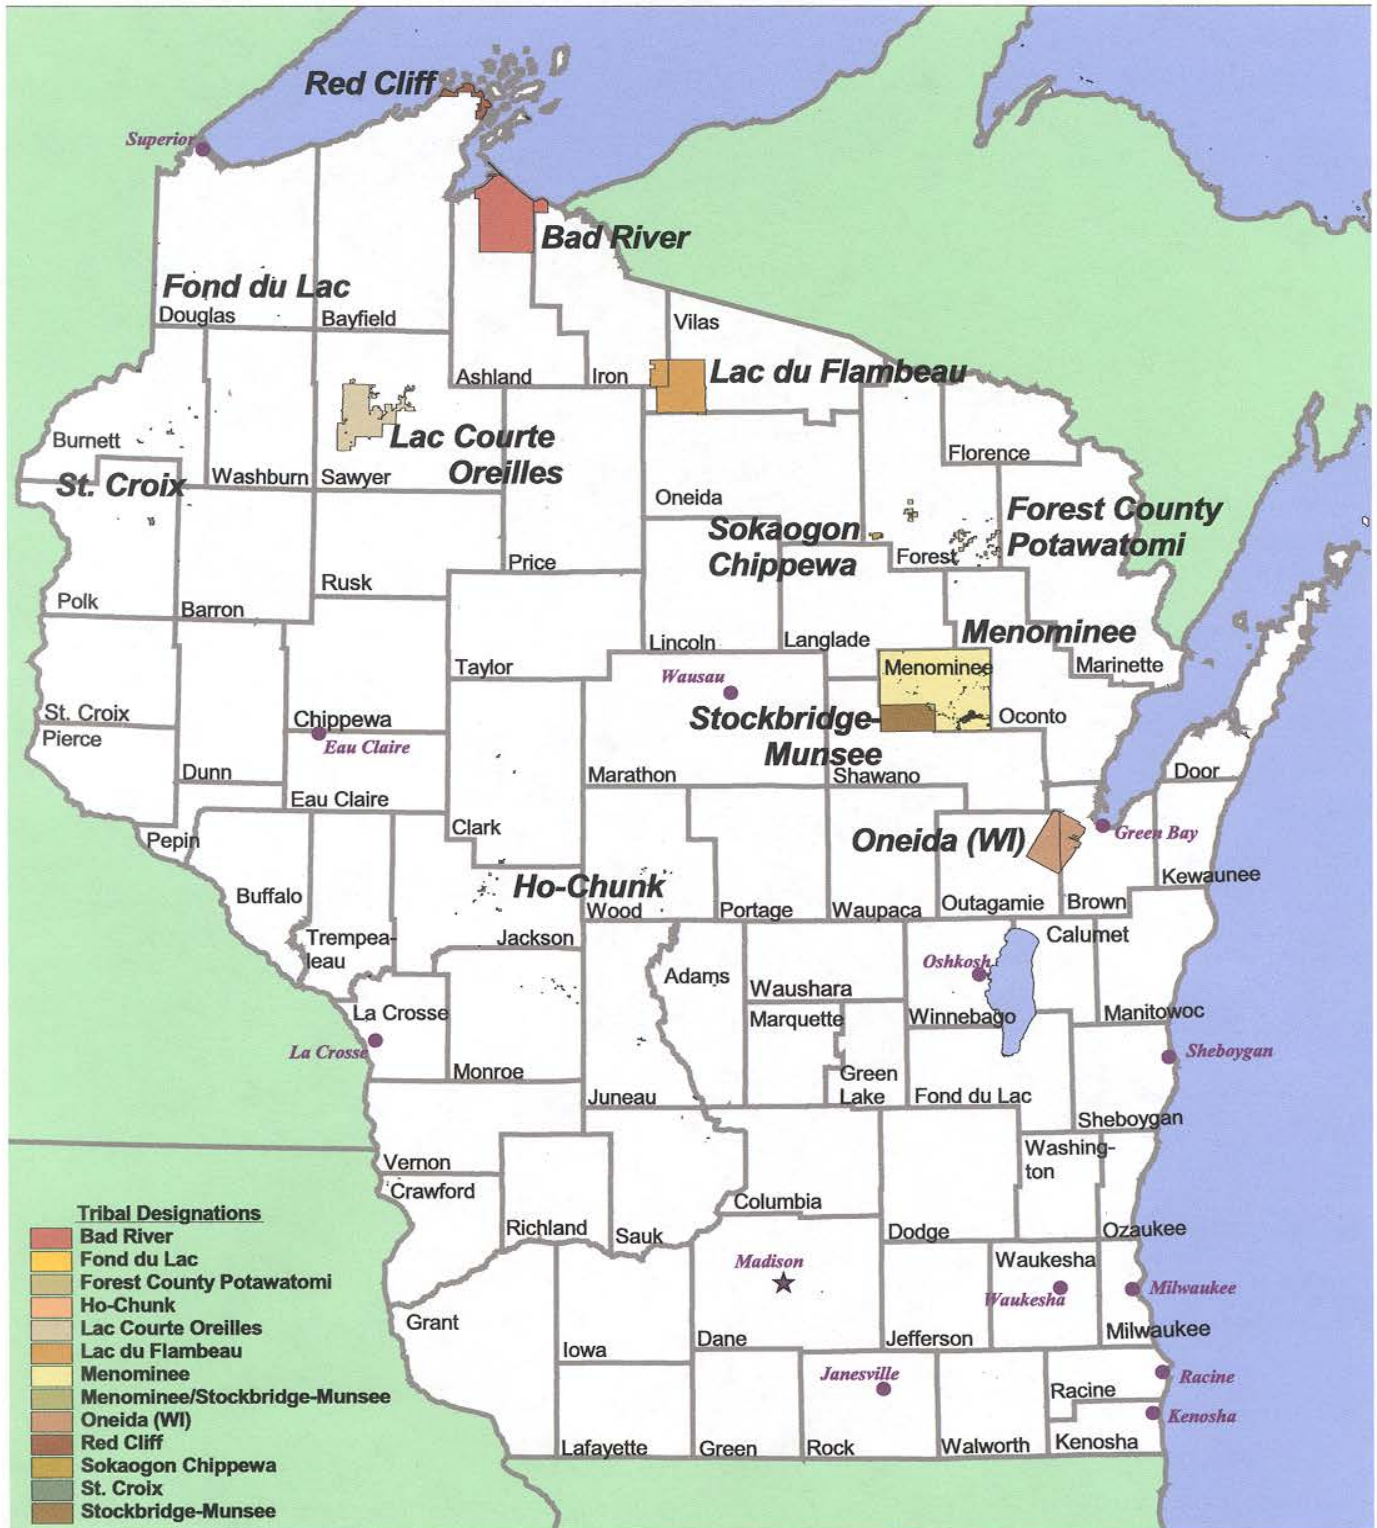 Red Cliff
Superior
Bad River
Fond du Lac
Douglas
Bayfield
Vilas
Ashland
Iron
Lac du Flambeau
Burnett
Lac Courte
Oreilles
St. Croix
Washburn
Sawyer
Florence
Oneida
Forest County
Potawatomi
Sokaogon
Chippewa
Forest
Price
Rusk
Polk
Barron
Lincoln
Langlade
Menominee
Taylor
Wausau
Menominee
Marinette
St. Croix
Pierce
Chippewa
Eau Claire
Stockbridge-
Munsee
Oconto
Dunn
Marathon
Shawano
Door
Eau Claire
Clark
Pepin
Oneida (WI)
Green Bay
Kewaunee
Ho-Chunk
Buffalo
Wood
Portage
Waupaca
Outagamie
Brown
Trempea-
leau
Jackson
Calumet
Adams
Oshkosh
Waushara
La Crosse
Marquette
Winnebago
Manitowoc
La Crosse
Sheboygan
Monroe
Green
Lake
Juneau
Fond du Lac
Sheboygan
Vernon
Washing-
ton
Crawford
Columbia
Richland
Sauk
Dodge
Ozaukee
Madison
Waukesha
Waukesha
Milwaukee
Grant
Iowa
Dane
Jefferson
Milwaukee
Janesville
Racine
Racine
Kenosha
Lafayette
Green
Rock
Walworth
Kenosha
Tribal Designations
Bad River
Fond du Lac
Forest County Potawatomi
Ho-Chunk
Lac Courte Oreilles
Lac du Flambeau
Menominee
Menominee/Stockbridge-Munsee
Oneida (WI)
Red Cliff
Sokaogon Chippewa
St. Croix
Stockbridge-Munsee